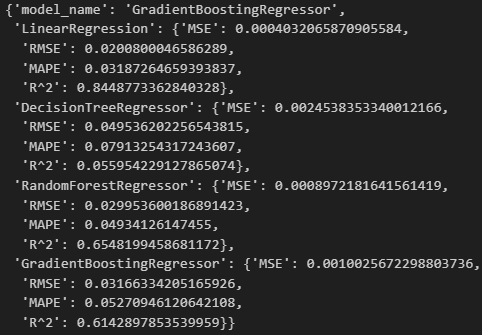 {'model_name': 'GradientBoostingRegressor',
'LinearRegression': {'MSE': 0.0004032065870905584,
'RMSE': 0.0200800046586289,
'MAPE': 0.03187264659393837,
'R^2': 0.8448773362840328},
'DecisionTreeRegressor': {'MSE': 0.0024538353340012166,
'RMSE': 0.049536202256543815,
'MAPE': 0.07913254317243607,
'R^2': 0.055954229127865074},
'RandomForestRegressor': {'MSE': 0.0008972181641561419,
'RMSE': 0.029953600186891423,
'MAPE': 0.04934126147455,
'R^2': 0.6548199458681172},
'GradientBoostingRegressor': {'MSE': 0.0010025672298803736,
'RMSE': 0.03166334205165926,
'MAPE': 0.05270946120642108,
'R^2': 0.6142897853539959}}